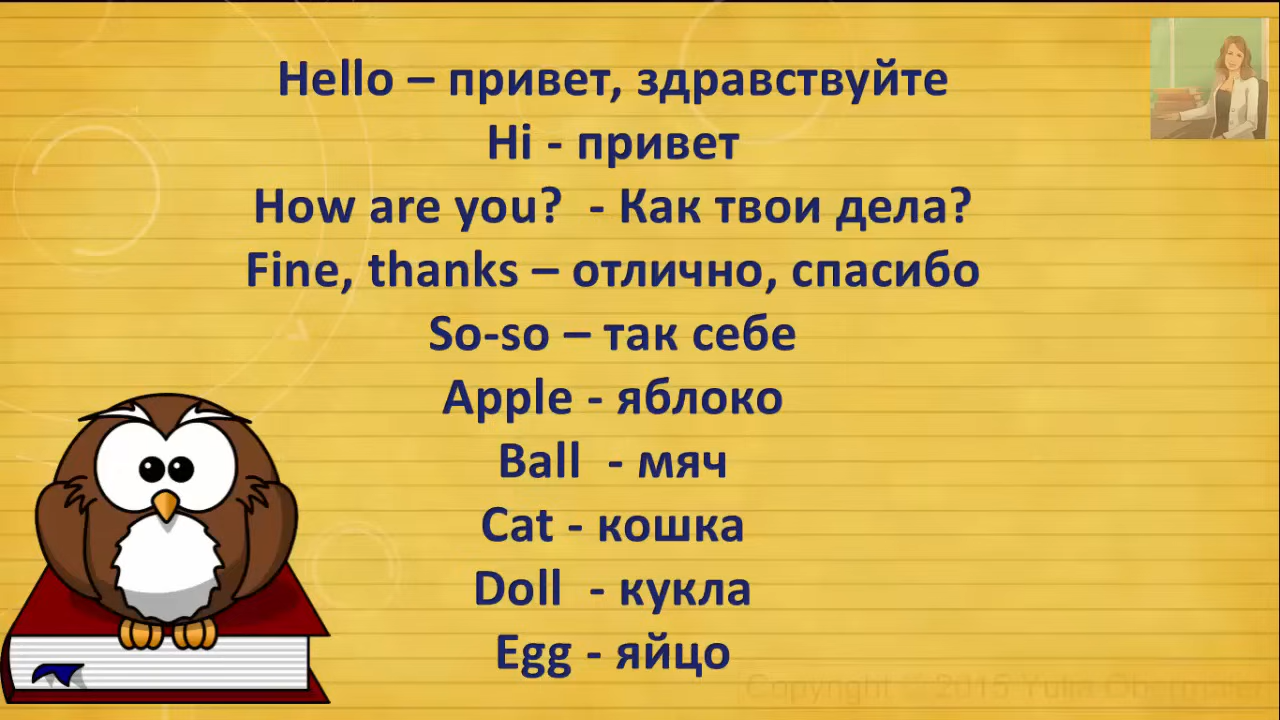 Hello – привет, здравствуйте
Hi - привет
How are you?  - Как твои дела?
Fine, thanks – отлично, спасибо
So-so – так себе
Apple - яблоко
Ball  - мяч
Cat - кошка
Doll  - кукла
Egg - яйцо
Copyright © 2015 Yulia